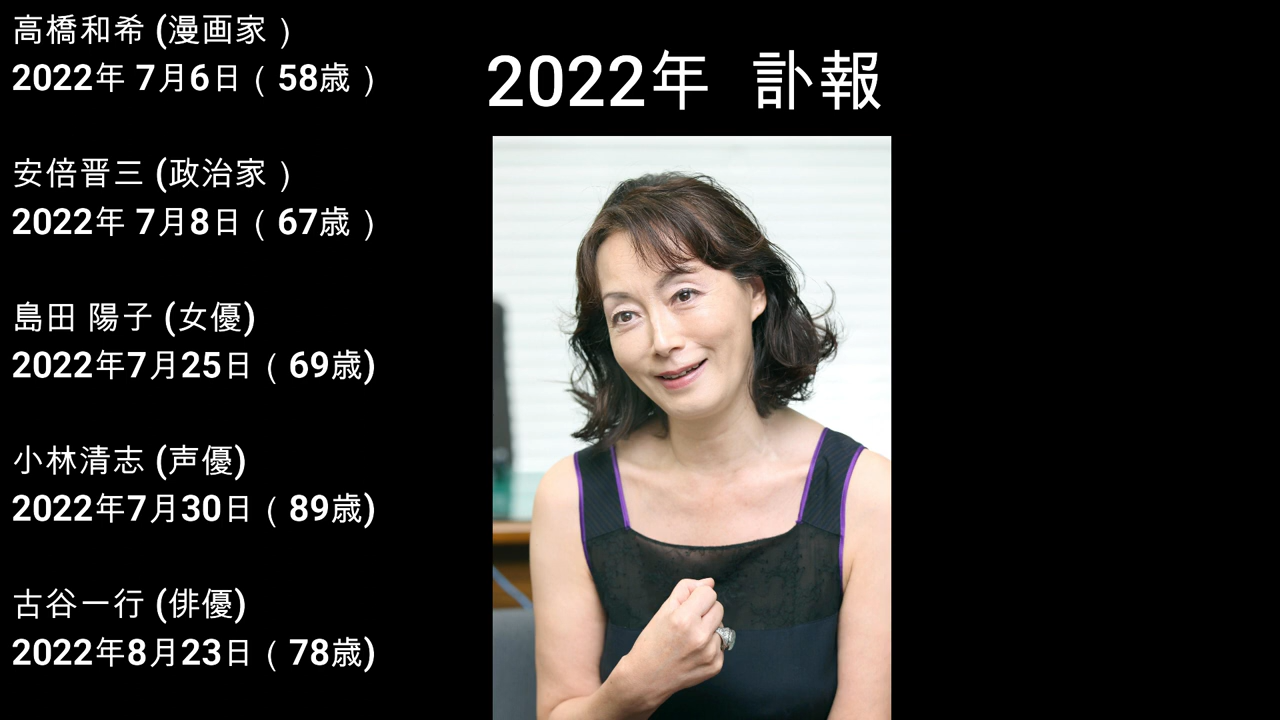 高橋和希 (漫画家 )
2022年 7月6日 ( 58歳 )
安倍晋三 (政治家 )
2022年 7月8日 ( 67歳 )
島田 陽子 (女優)
2022年7月25日 ( 69歳)
小林清志 (声優)
2022年7月30日 ( 89歳)
古谷一行 (俳優)
2022年8月23日 ( 78歳)
2022年 訃報